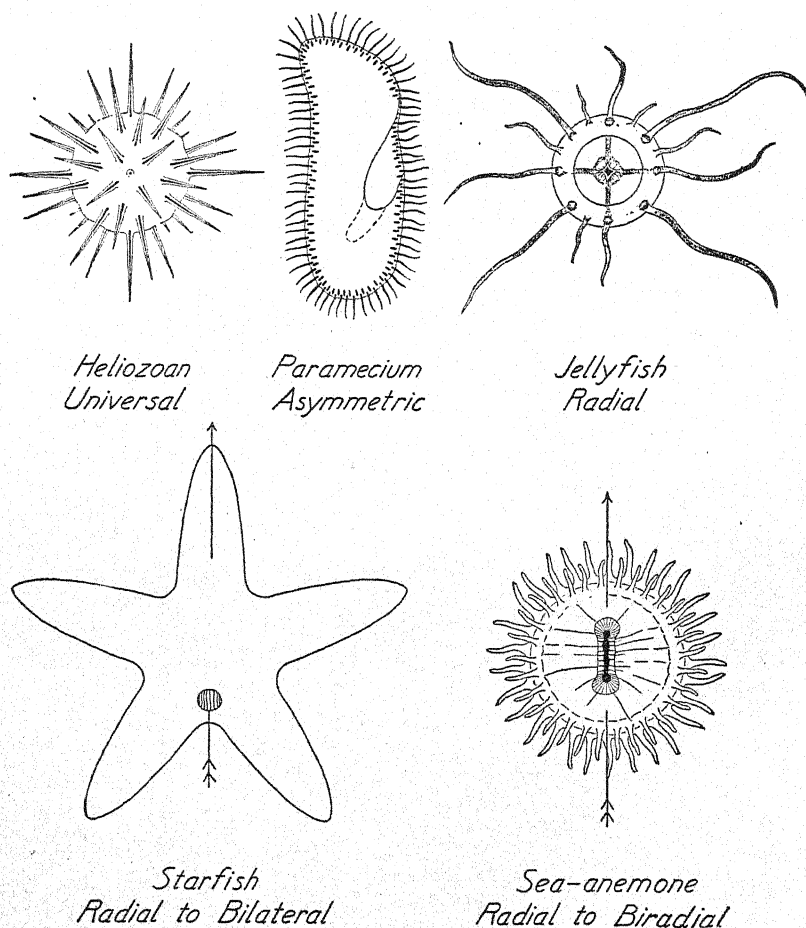 Heliozoan
Universal
Paramecium
Asymmetric
Jellyfish
Radial
Starfish
Radial to Bilateral
Sea-anemone
Radial to Biradial